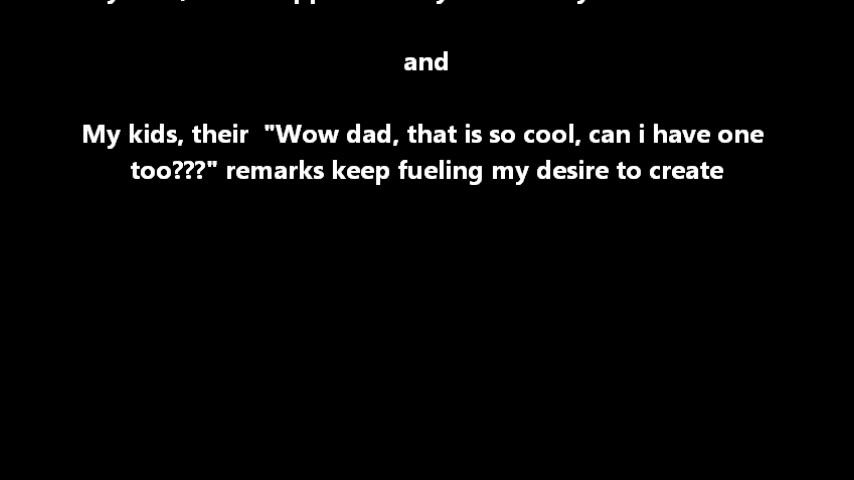 and
My kids, their  "Wow dad, that is so cool, can i have one
too???" remarks keep fueling my desire to create